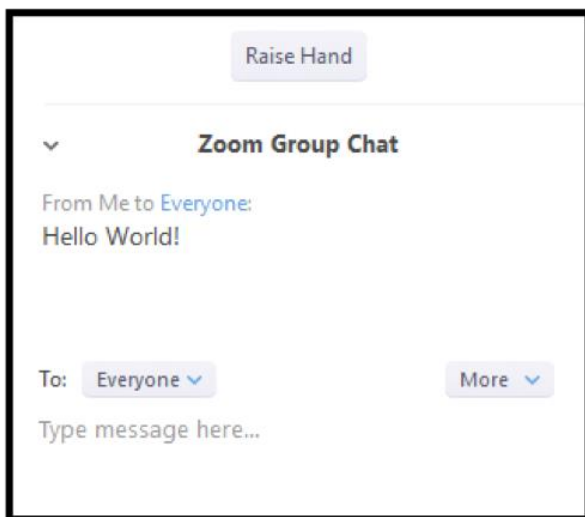 Raise Hand
Zoom Group Chat
From Me to Everyone:
Hello World!
To: Everyone More
Type message here...